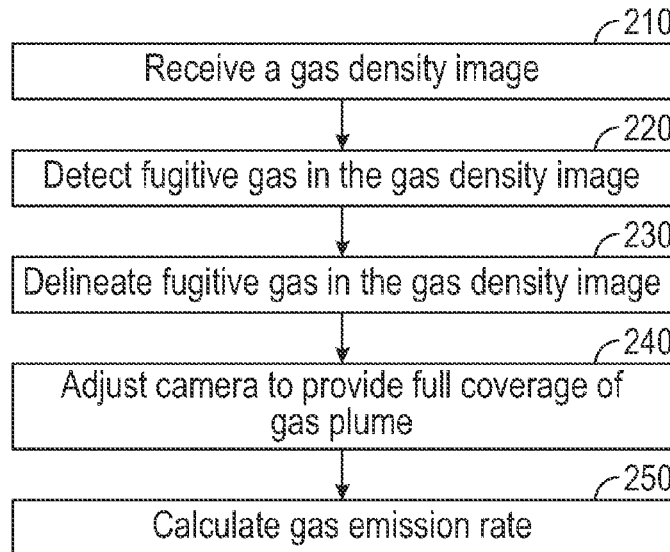 210
Receive a gas density image
220
Detect fugitive gas in the gas density image
230
Delineate fugitive gas in the gas density image
240
Adjust camera to provide full coverage of
gas plume
250
Calculate gas emission rate